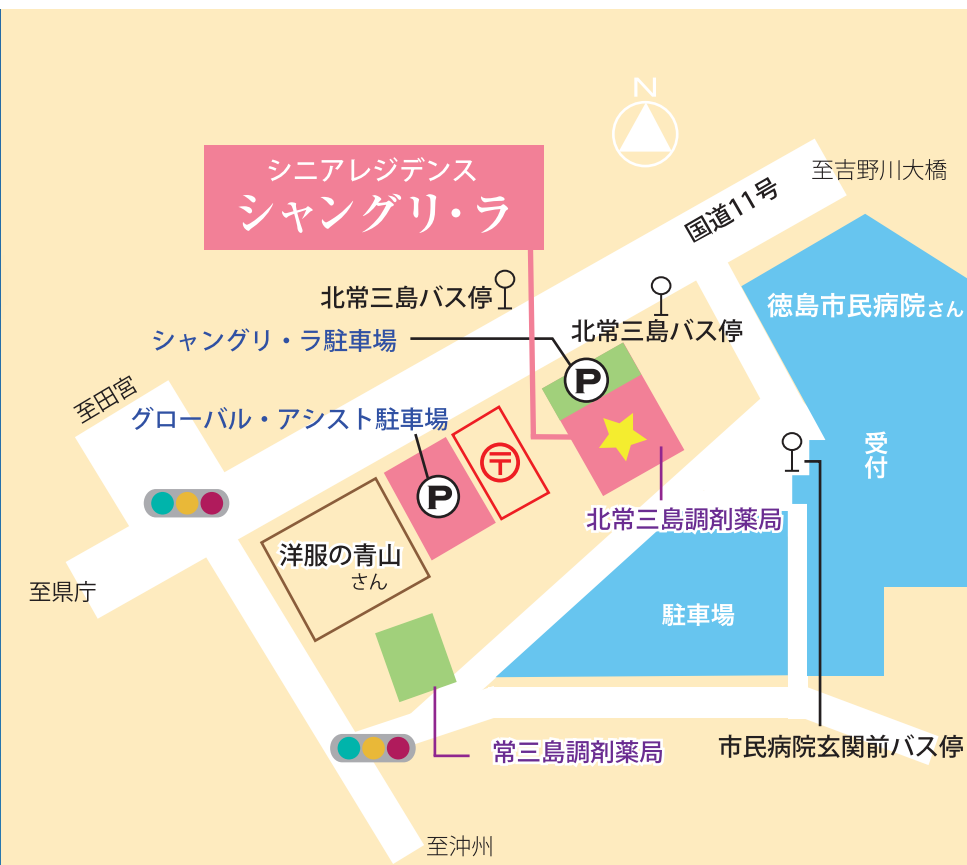 N
シニアレジデンス
シャングリ・ラ
至吉野川大橋
国道11号
北常三島バス停
徳島市民病院さん
北常三島バス停
シャングリ・ラ駐車場
P
至田宮
グローバル・アシスト駐車場
受付
〒
P
北常三島調剤薬局
洋服の青山
さん
至県庁
駐車場
常三島調剤薬局
市民病院玄関前バス停
至沖州